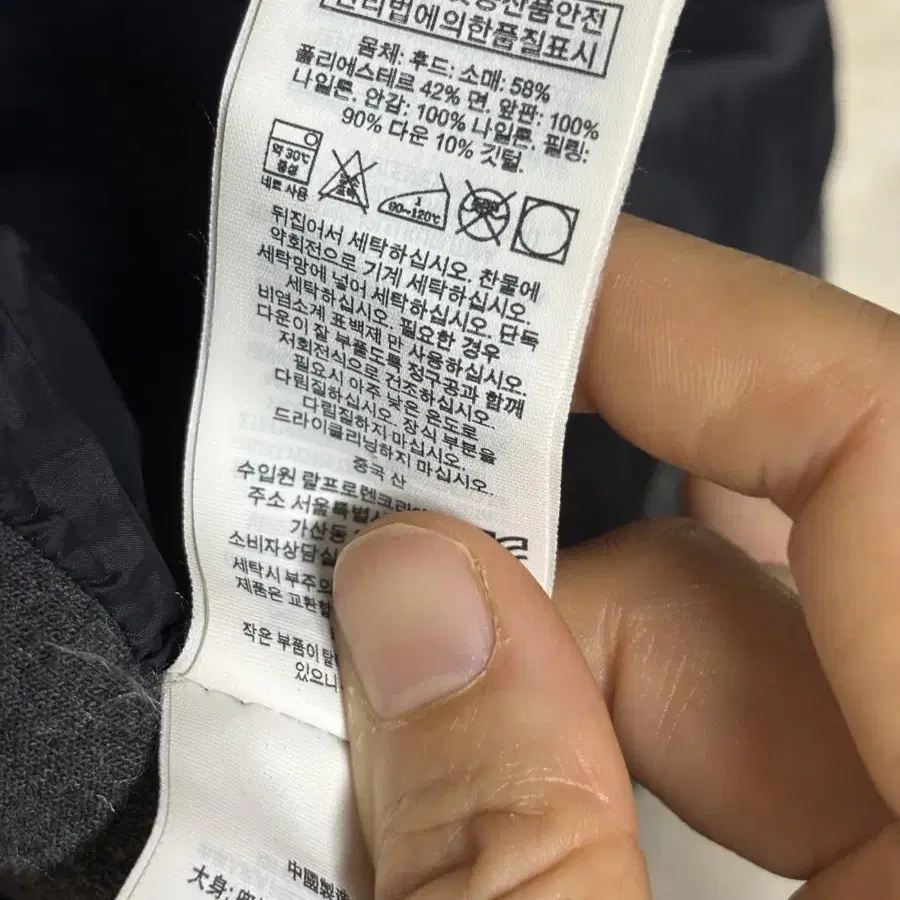 생산품안전
관리법에의한품질표시
몸체: 후드: 소매: 58%
폴리에스테르 42% 면. 앞판: 100%
나일론. 안감: 100% 나일론. 필링:
90% 다운 10% 깃털.
약 30℃
중성
네트 사용
80~120℃
뒤집어서 세탁하십시오. 찬물에
약회전으로 기계 세탁하십시오.
세탁망에 넣어 세탁하십시오. 단독
세탁하십시오. 필요한 경우
비염소계 표백제 만 사용하십시오.
다운이 잘 부풀도록 정구공과 함께
저회전식으로 건조하십시오.
필요시 아주 낮은 온도로
다림질하십시오. 장식 부분을
다림질하지 마십시오.
드라이클리닝하지 마십시오.
중국 산
수입원 랄프로렌코리아
주소 서울특별시
가산동
소비자상담실
세탁시 부주의
제품은 교환
작은 부품이 탈
있으니
中國製造
大身: